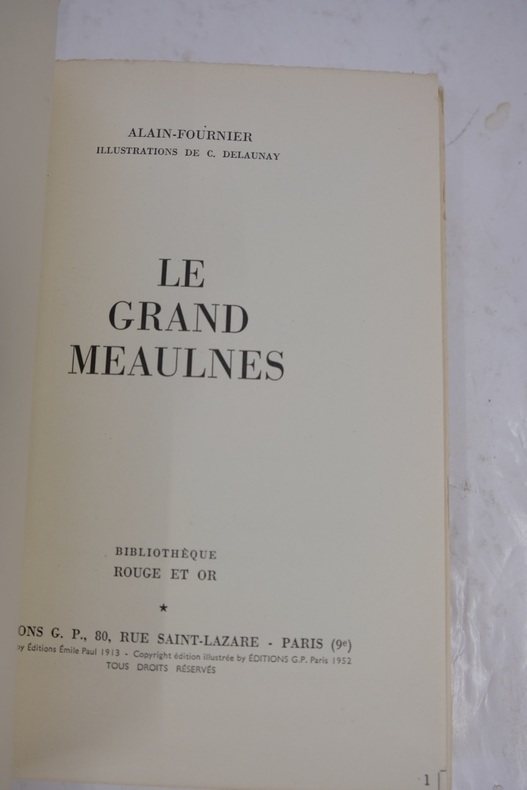 ALAIN-FOURNIER
ILLUSTRATIONS DE C. DELAUNAY
LE
GRAND
MEAULNES
BIBLIOTHÈQUE
ROUGE ET OR
★
ONS G. P., 80, RUE SAINT-LAZARE - PARIS (9e)
by Éditions Émile Paul 1913 - Copyright édition illustrée by ÉDITIONS G.P. Paris 1952
TOUS DROITS RÉSERVÉS
1